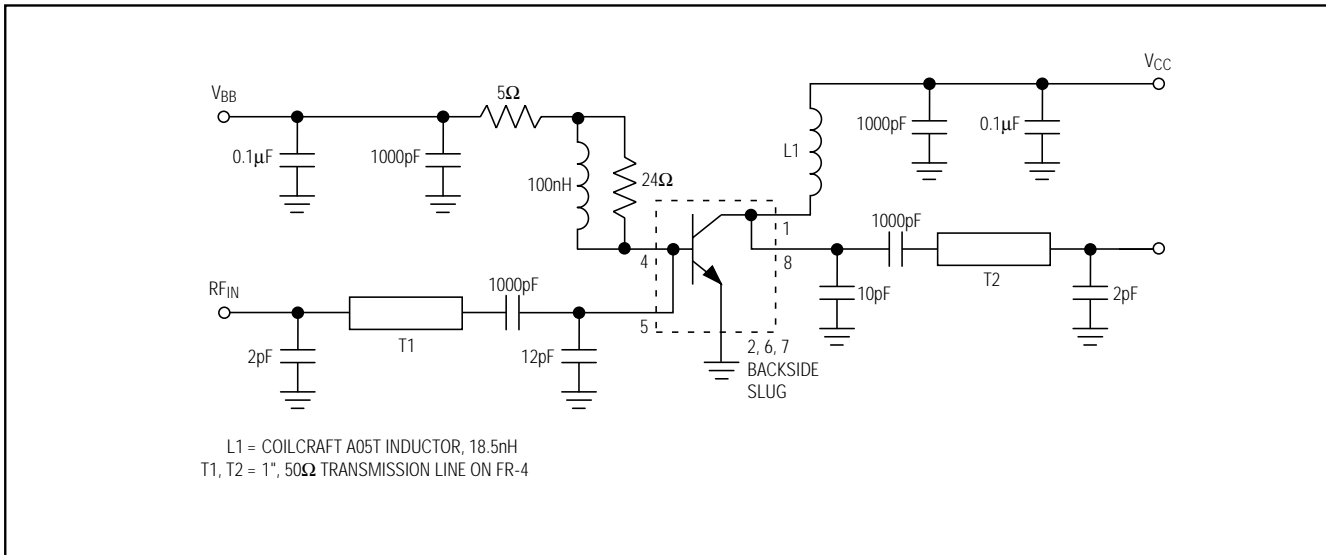 VCC
VBB
5Ω
0.1µF
1000pF
100nH
24Ω
L1
1000pF
0.1µF
1
4
8
1000pF
T2
10pF
2pF
RFIN
1000pF
5
T1
2pF
12pF
2, 6, 7
BACKSIDE
SLUG
L1 = COILCRAFT A05T INDUCTOR, 18.5nH
T1, T2 = 1", 50Ω TRANSMISSION LINE ON FR-4